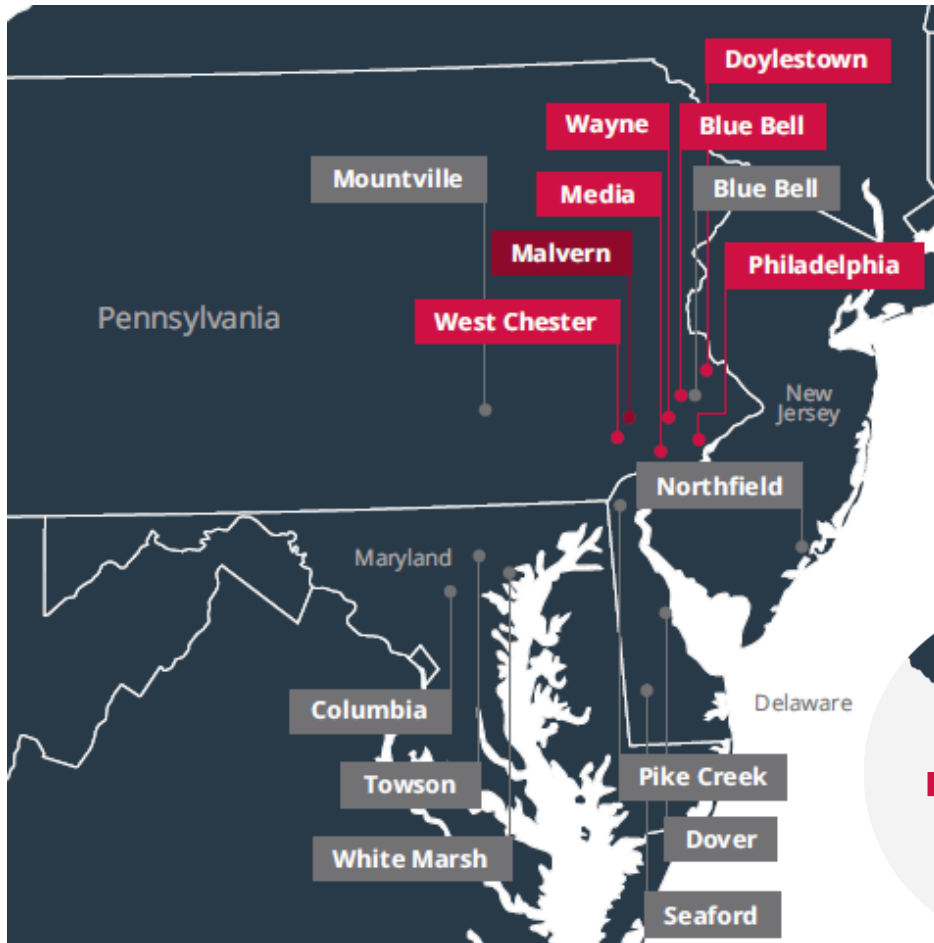 Doylestown
Wayne
Blue Bell
Mountville
Media
Blue Bell
Malvern
Philadelphia
Pennsylvania
West Chester
New
Jersey
Northfield
Maryland
Columbia
Delaware
Towson
Pike Creek
White Marsh
Dover
Seaford